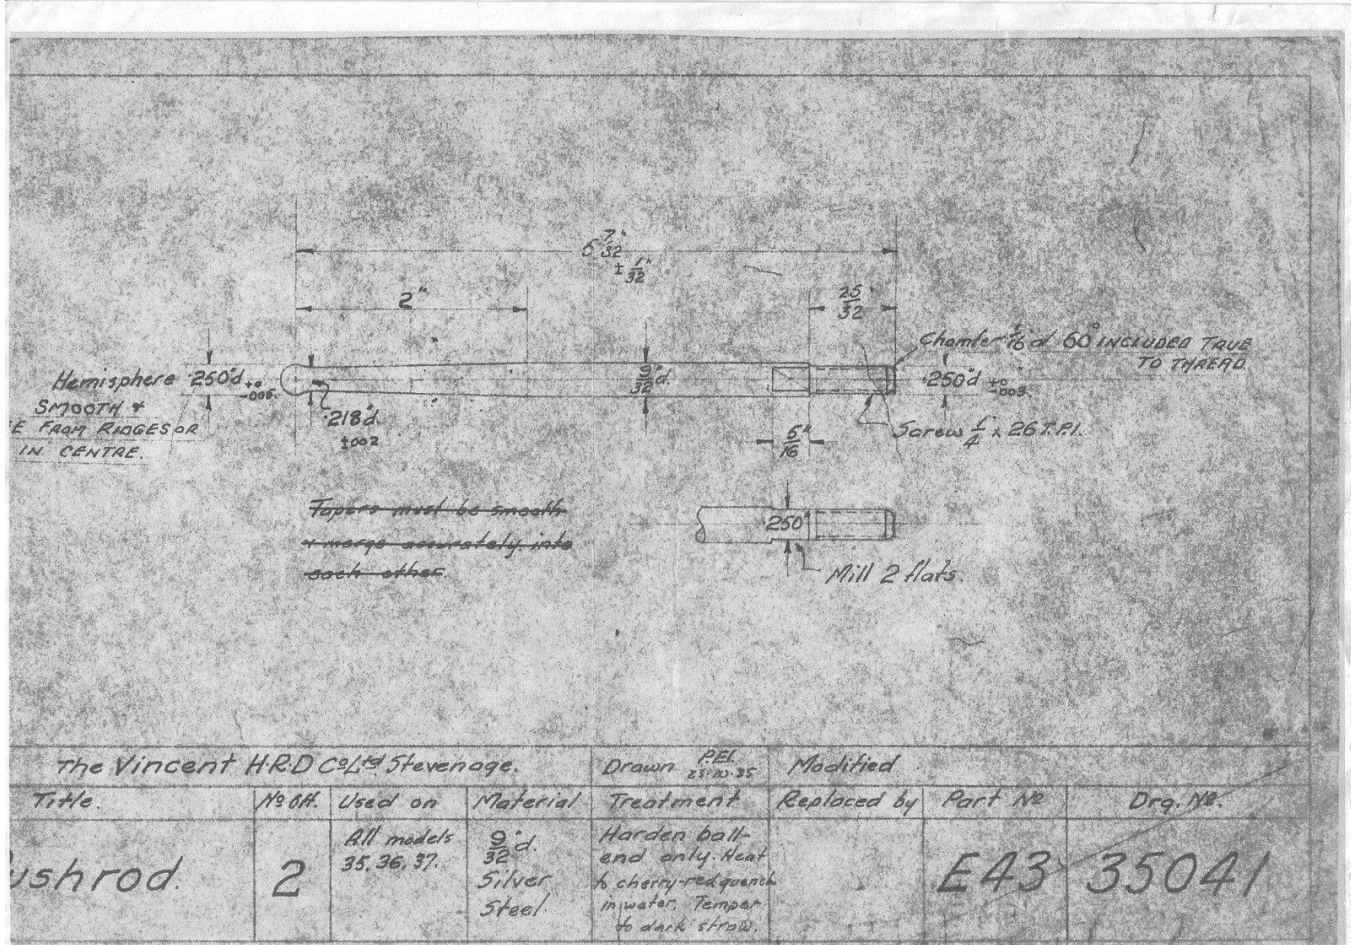 7"
6 32
± 1"
32
2"
25"
32
Chamfer 1/16 d 60° INCLUDED TRUE
TO THREAD.
Hemisphere ·250"d +0
-·005.
SMOOTH &
E FROM RIDGES OR
IN CENTRE.
·218"d.
±·002
9"
32 d.
·250"d +0
-·003.
Screw 1/4" x 26 T.P.I.
5"
16
Tapers must be smooth
& merge accurately into
each other.
·250"
Mill 2 flats.
The Vincent H·R·D Co Ltd Stevenage. Drawn Modified
Title. No Off. Used on Material Treatment Replaced by Part No Drg. No.
ushrod. 2 All models
35, 36, 37. 9"
32 d.
Silver
Steel. Harden ball-
end only. Heat
to cherry-red quench
in water. Temper
to dark straw. E43 35041